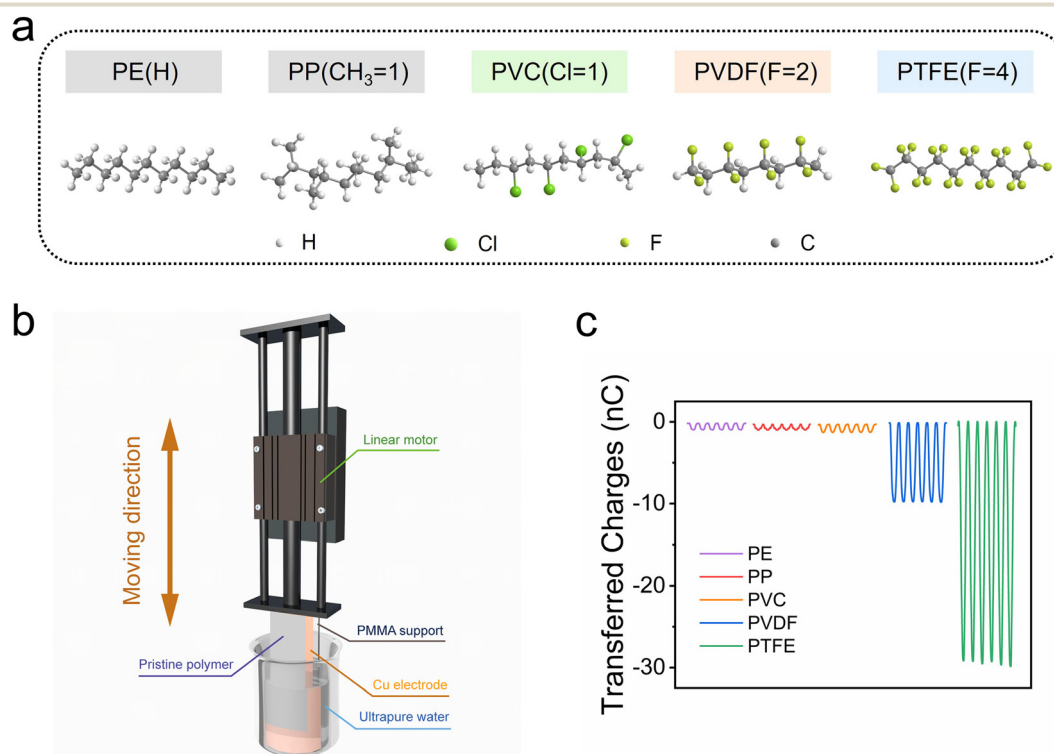 a
PE(H)
PP(CH₃=1)
PVC(Cl=1)
PVDF(F=2)
PTFE(F=4)
H
Cl
F
C
b
Moving direction
Linear motor
PMMA support
Pristine polymer
Cu electrode
Ultrapure water
c
Transferred Charges (nC)
0
-10
-20
-30
PE
PP
PVC
PVDF
PTFE